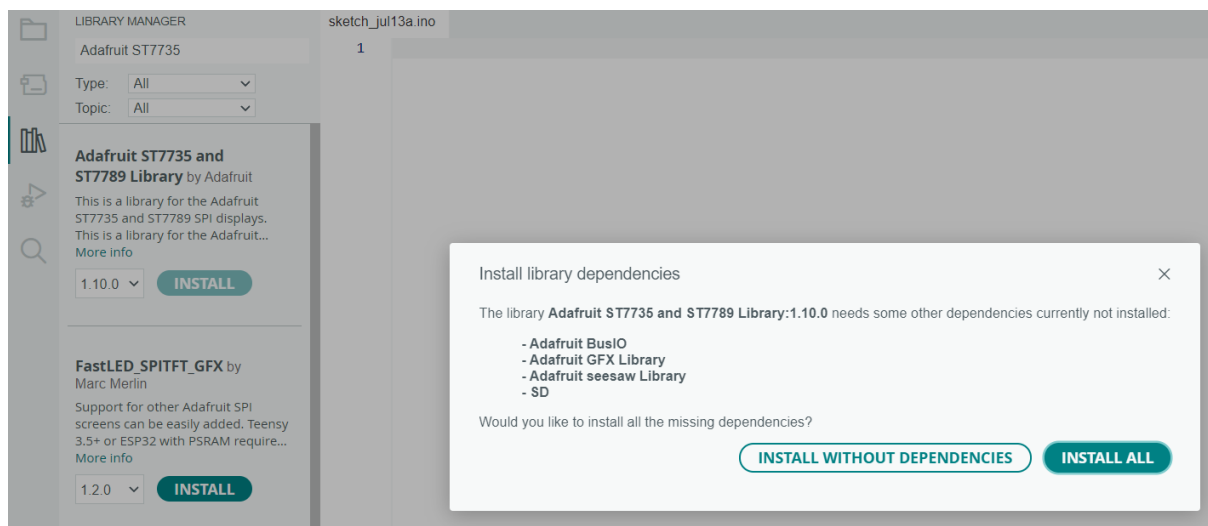 LIBRARY MANAGER
Adafruit ST7735
Type: All
Topic: All
Adafruit ST7735 and
ST7789 Library by Adafruit
This is a library for the Adafruit
ST7735 and ST7789 SPI displays.
This is a library for the Adafruit...
More info
1.10.0 INSTALL
FastLED_SPITFT_GFX by
Marc Merlin
Support for other Adafruit SPI
screens can be easily added. Teensy
3.5+ or ESP32 with PSRAM require...
More info
1.2.0 INSTALL
sketch_jul13a.ino
1
Install library dependencies
The library Adafruit ST7735 and ST7789 Library:1.10.0 needs some other dependencies currently not installed:
- Adafruit BusIO
- Adafruit GFX Library
- Adafruit seesaw Library
- SD
Would you like to install all the missing dependencies?
INSTALL WITHOUT DEPENDENCIES INSTALL ALL